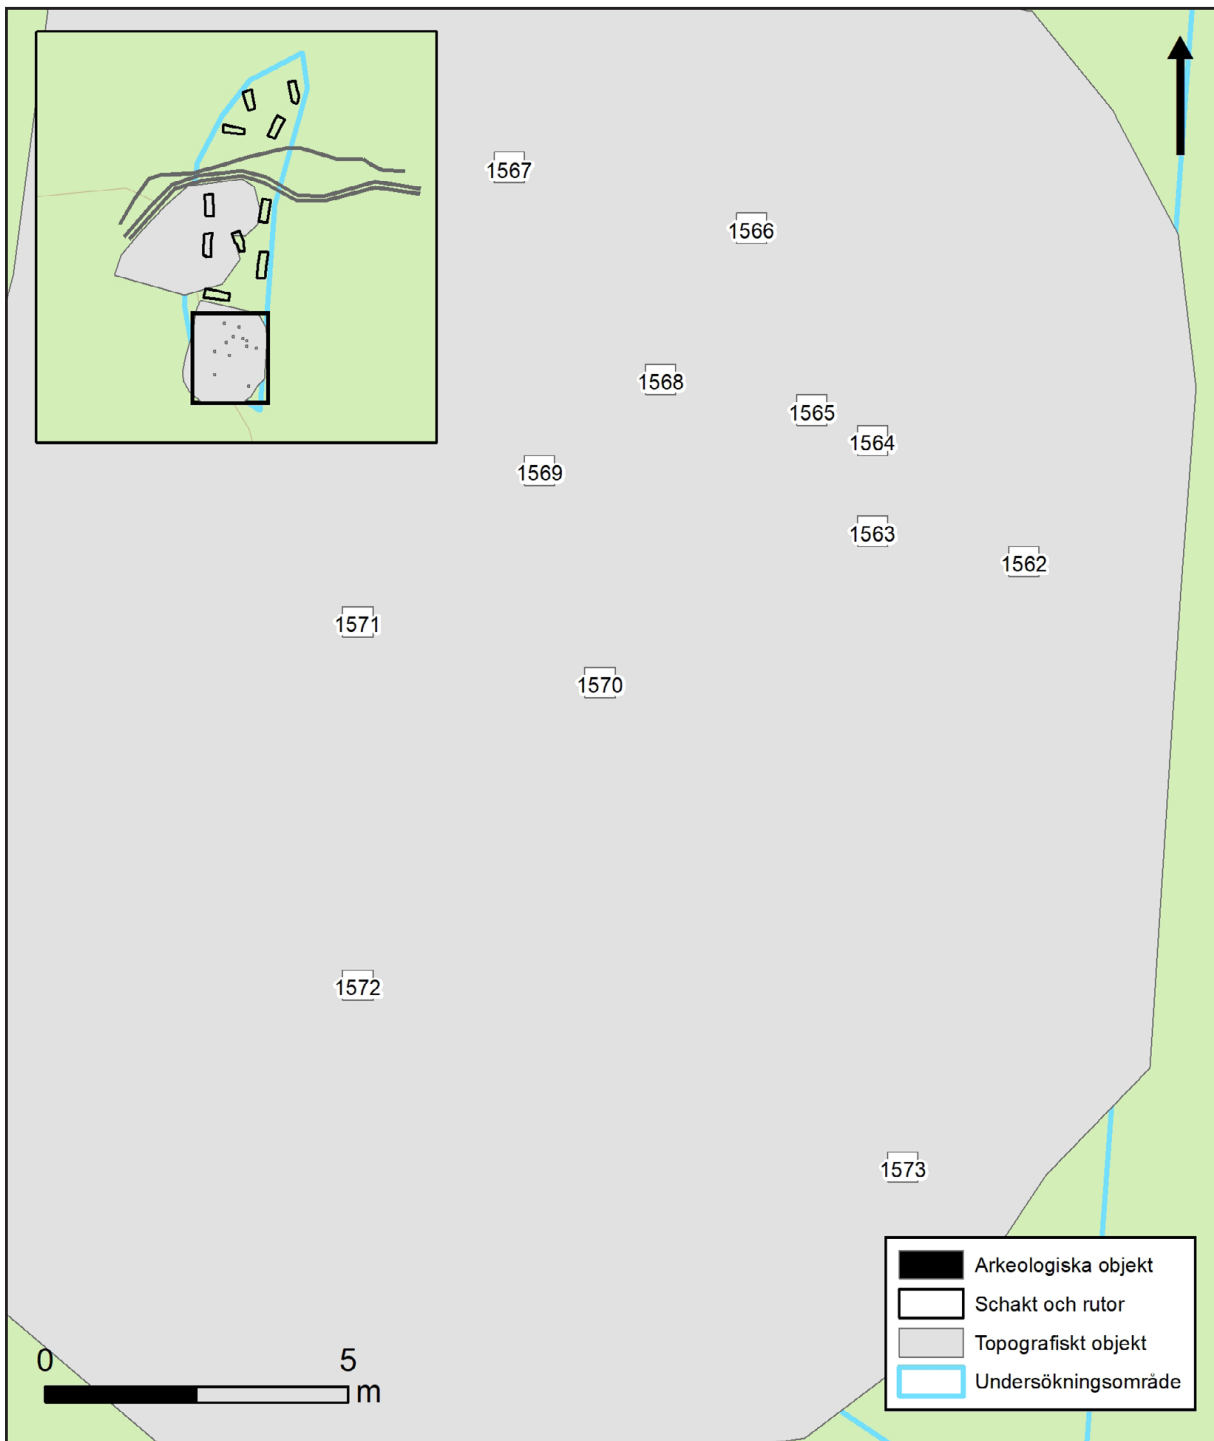 1567
1566
1568
1565
1564
1569
1563
1562
1571
1570
1572
1573
0 5
m
Arkeologiska objekt
Schakt och rutor
Topografiskt objekt
Undersökningsområde